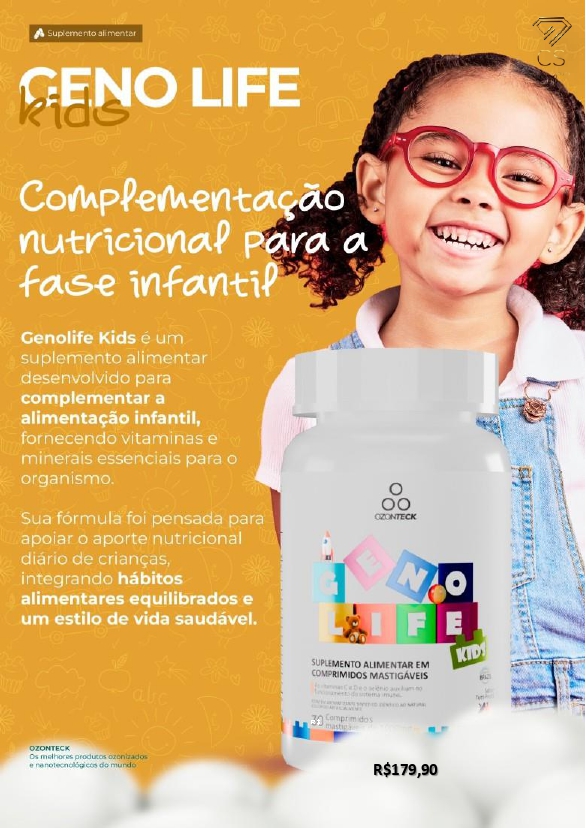 Suplemento alimentar
CS
GENO LIFE
kids
Complementação
nutricional para a
fase infantil
Genolife Kids é um
suplemento alimentar
desenvolvido para
complementar a
alimentação infantil,
fornecendo vitaminas e
minerais essenciais para o
organismo.
Sua fórmula foi pensada para
apoiar o aporte nutricional
diário de crianças,
integrando hábitos
alimentares equilibrados e
um estilo de vida saudável.
OZONTECK
GENO
LIFE
KIDS
SUPLEMENTO ALIMENTAR EM
COMPRIMIDOS MASTIGÁVEIS
Comprimidos
OZONTECK
Os melhores produtos ozonizados
e nanotecnológicos do mundo
R$179,90